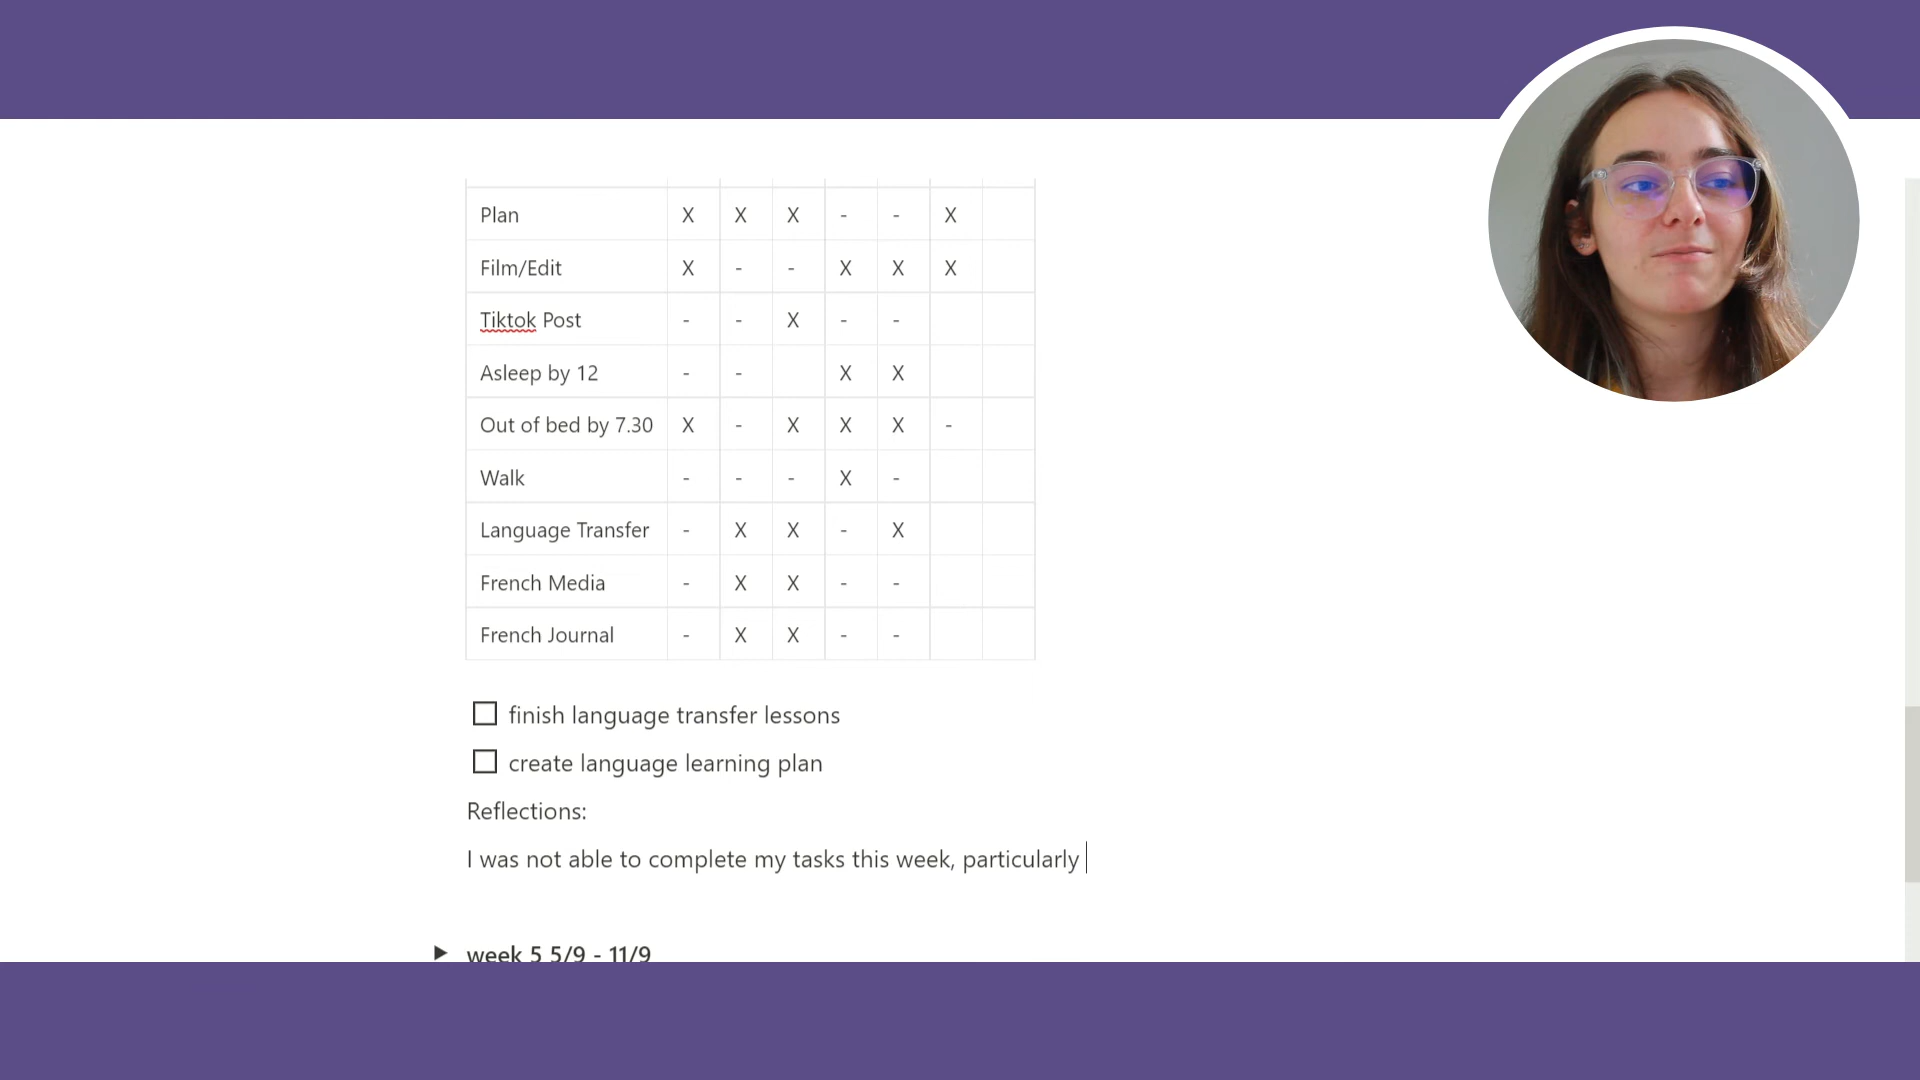 Plan X X X - - X
Film/Edit X - - X X X
Tiktok Post - - X - -
Asleep by 12 - - X X
Out of bed by 7.30 X - X X X -
Walk - - - X -
Language Transfer - X X - X
French Media - X X - -
French Journal - X X - -
finish language transfer lessons
create language learning plan
Reflections:
I was not able to complete my tasks this week, particularly
week 5 5/9 - 11/9